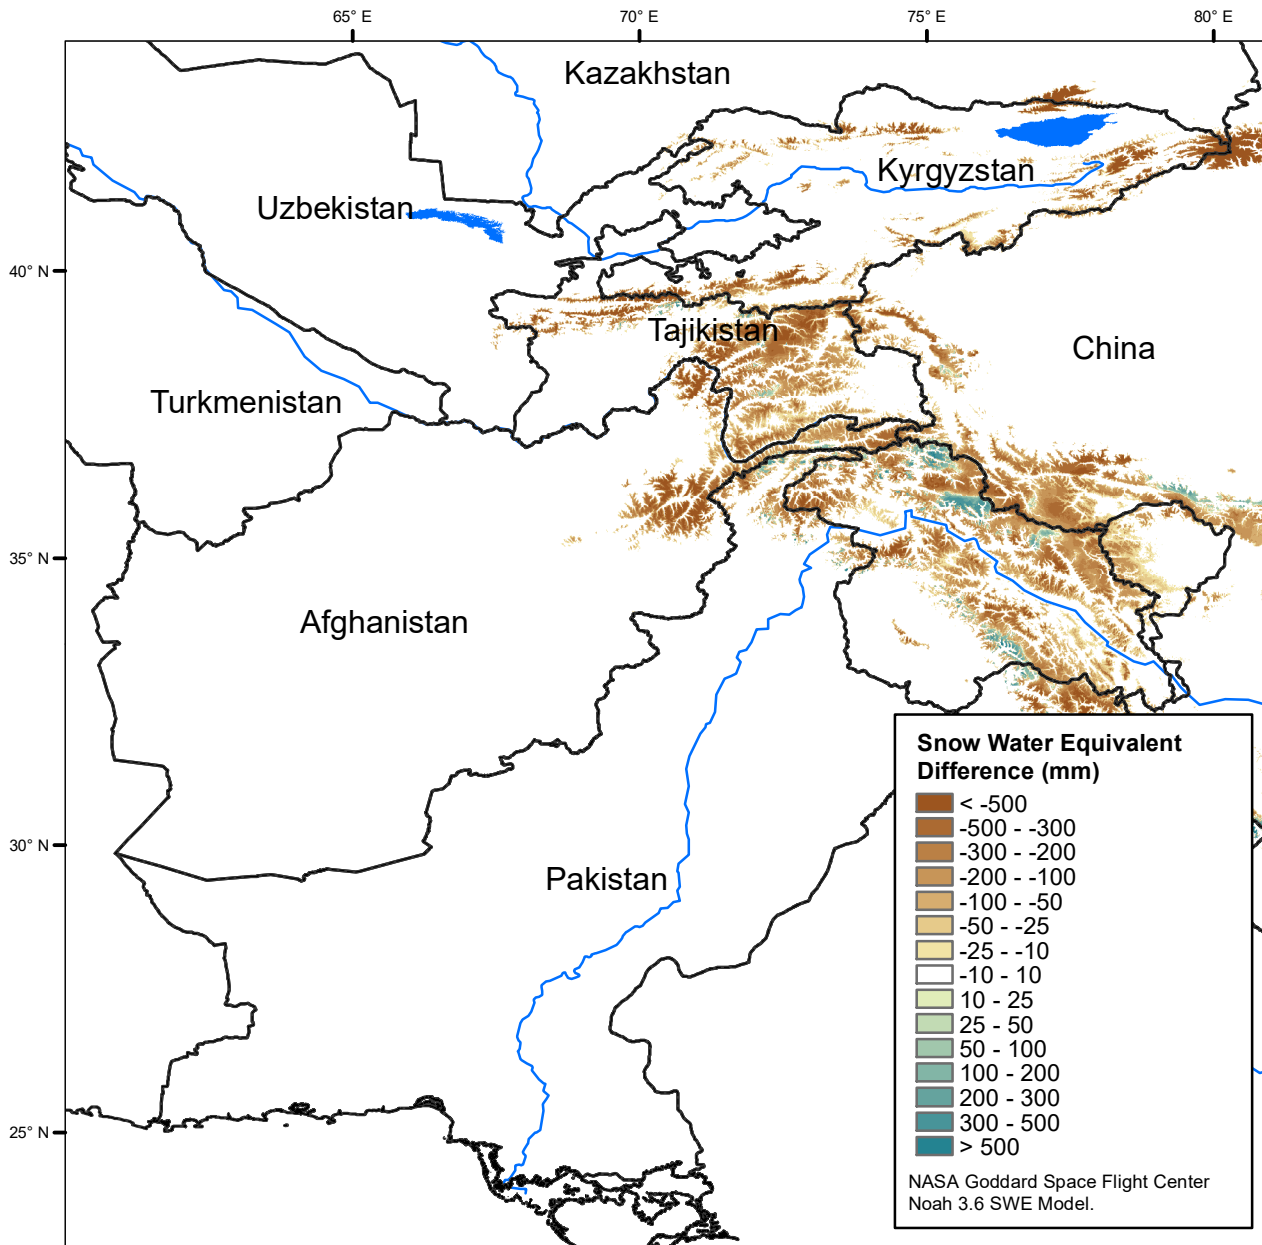 65° E
70° E
75° E
80° E
Kazakhstan
Kyrgyzstan
Uzbekistan
40° N
Tajikistan
China
Turkmenistan
35° N
Afghanistan
30° N
Pakistan
25° N
Snow Water Equivalent
Difference (mm)
< -500
-500 - -300
-300 - -200
-200 - -100
-100 - -50
-50 - -25
-25 - -10
-10 - 10
10 - 25
25 - 50
50 - 100
100 - 200
200 - 300
300 - 500
> 500
NASA Goddard Space Flight Center
Noah 3.6 SWE Model.